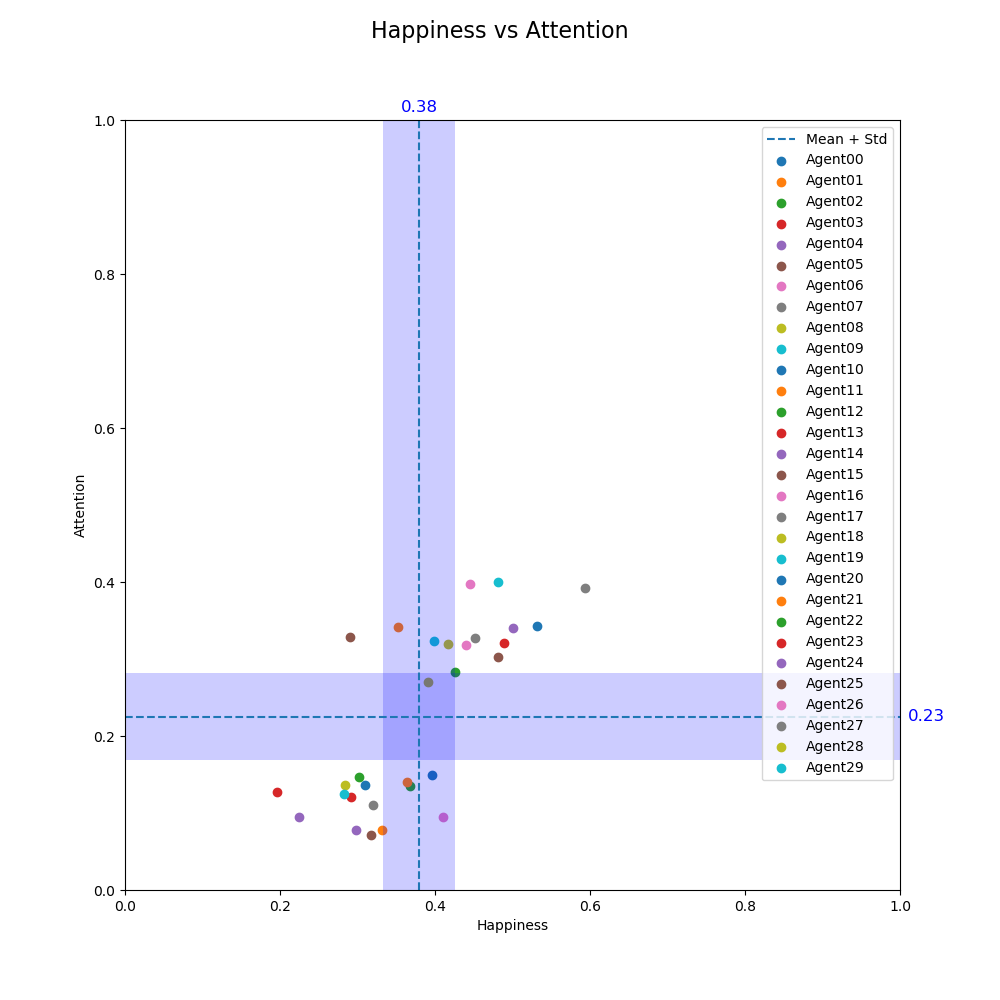 Happiness vs Attention
0.38
1.0
0.8
0.6
0.4
0.2
0.0
Attention
0.0
0.2
0.4
0.6
0.8
1.0
Happiness
0.23
Mean + Std
Agent00
Agent01
Agent02
Agent03
Agent04
Agent05
Agent06
Agent07
Agent08
Agent09
Agent10
Agent11
Agent12
Agent13
Agent14
Agent15
Agent16
Agent17
Agent18
Agent19
Agent20
Agent21
Agent22
Agent23
Agent24
Agent25
Agent26
Agent27
Agent28
Agent29